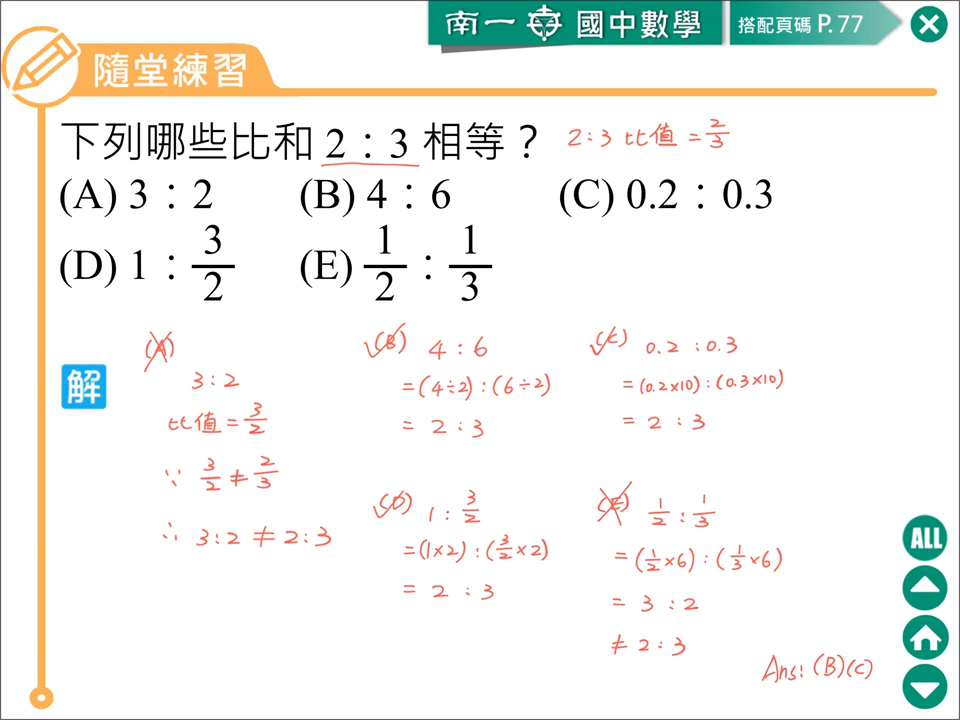 南一 國中數學 搭配頁碼 P. 77
隨堂練習
下列哪些比和 2：3 相等？ 2:3 比值 = 2/3
(A) 3：2 (B) 4：6 (C) 0.2：0.3
(D) 1：3/2 (E) 1/2：1/3
解
(A)
3:2
比值 = 3/2
∵ 3/2 ≠ 2/3
∴ 3:2 ≠ 2:3
(B) 4:6
=(4÷2):(6÷2)
= 2:3
(C) 0.2:0.3
=(0.2×10):(0.3×10)
= 2:3
(D) 1:3/2
=(1×2):(3/2×2)
= 2:3
(E) 1/2:1/3
=(1/2×6):(1/3×6)
= 3:2
≠ 2:3
Ans: (B)(C)
ALL